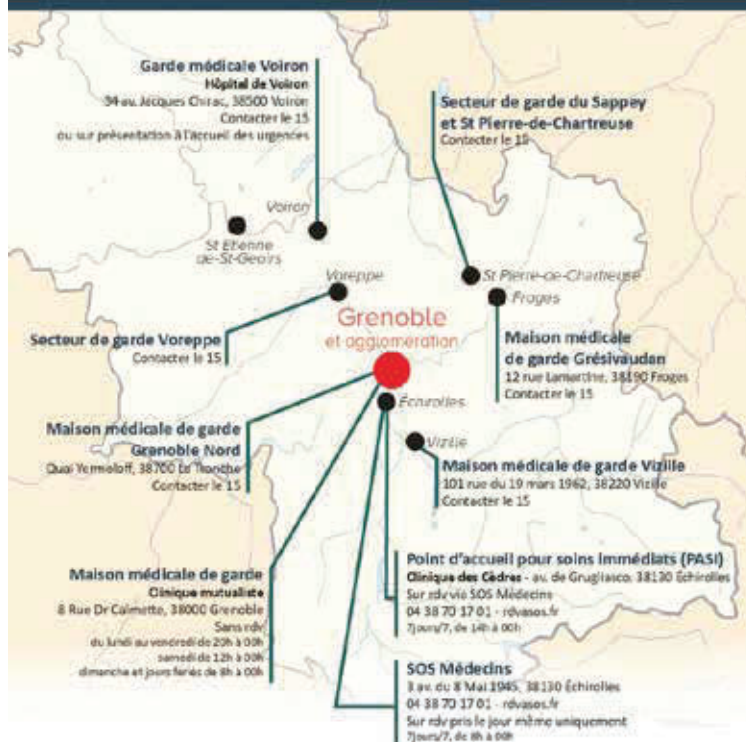 Garde médicale Voiron
Hôpital de Voiron
34 av. Jacques Chirac, 38500 Voiron
Contacter le 15
ou sur présentation à l'accueil des urgences
Secteur de garde du Sappey
et St Pierre-de-Chartreuse
Contacter le 15
Voiron
St Etienne
de-St-Geoirs
Voreppe
St Pierre-de-Chartreuse
Froges
Grenoble
et agglomération
Secteur de garde Voreppe
Contacter le 15
Maison médicale
de garde Grésivaudan
12 rue Lamartine, 38190 Froges
Contacter le 15
Échirolles
Maison médicale de garde
Grenoble Nord
Quai Yermoloff, 38700 La Tronche
Contacter le 15
Vizille
Maison médicale de garde Vizille
101 rue du 19 mars 1962, 38220 Vizille
Contacter le 15
Maison médicale de garde
Clinique mutualiste
8 Rue Dr Calmette, 38000 Grenoble
Sans rdv
du lundi au vendredi de 20h à 00h
samedi de 12h à 00h
dimanche et jours feriés de 8h à 00h
Point d'accueil pour soins immédiats (PASI)
Clinique des Cèdres - av. de Grugliasco, 38130 Échirolles
Sur rdv via SOS Médecins
04 38 70 17 01 - rdvasos.fr
7jours/7, de 14h à 00h
SOS Médecins
3 av. du 8 Mai 1945, 38130 Échirolles
04 38 70 17 01 - rdvasos.fr
Sur rdv pris le jour même uniquement
7jours/7, de 8h à 00h